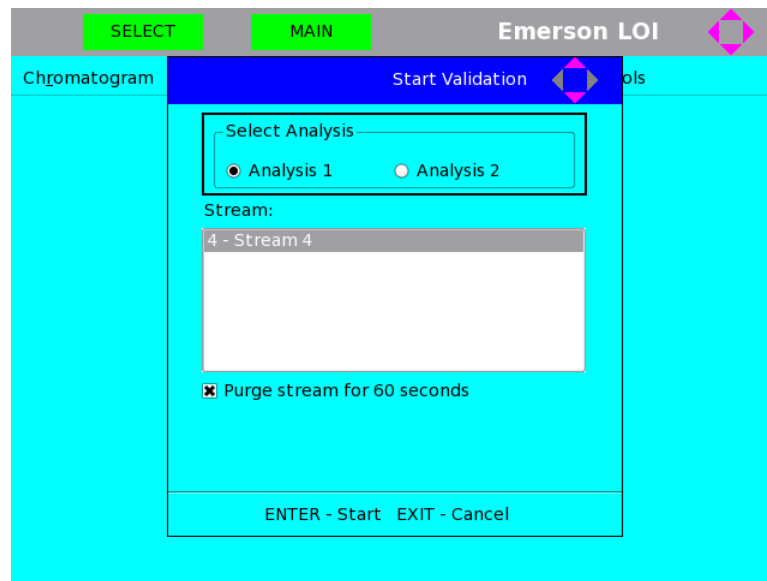 SELECT MAIN Emerson LOI
Chromatogram Start Validation ols
Select Analysis
Analysis 1 Analysis 2
Stream:
4 - Stream 4
Purge stream for 60 seconds
ENTER - Start EXIT - Cancel